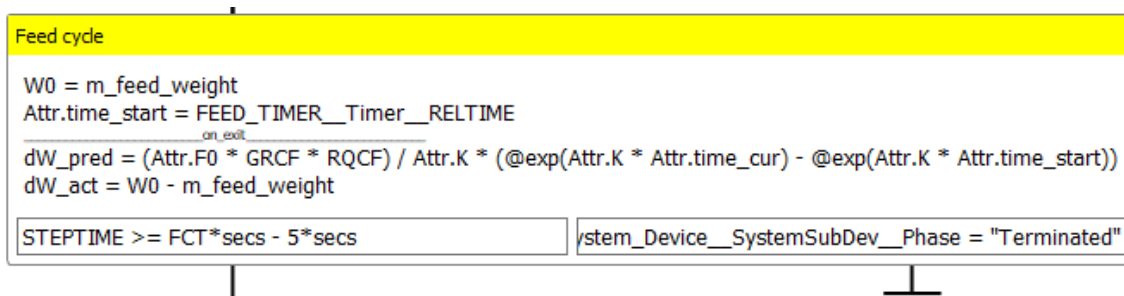 Feed cycle
W0 = m_feed_weight
Attr.time_start = FEED_TIMER__Timer__RELTIME
________________________on_exit________________________
dW_pred = (Attr.F0 * GRCF * RQCF) / Attr.K * (@exp(Attr.K * Attr.time_cur) - @exp(Attr.K * Attr.time_start))
dW_act = W0 - m_feed_weight
STEPTIME >= FCT*secs - 5*secs
ystem_Device__SystemSubDev__Phase = "Terminated"